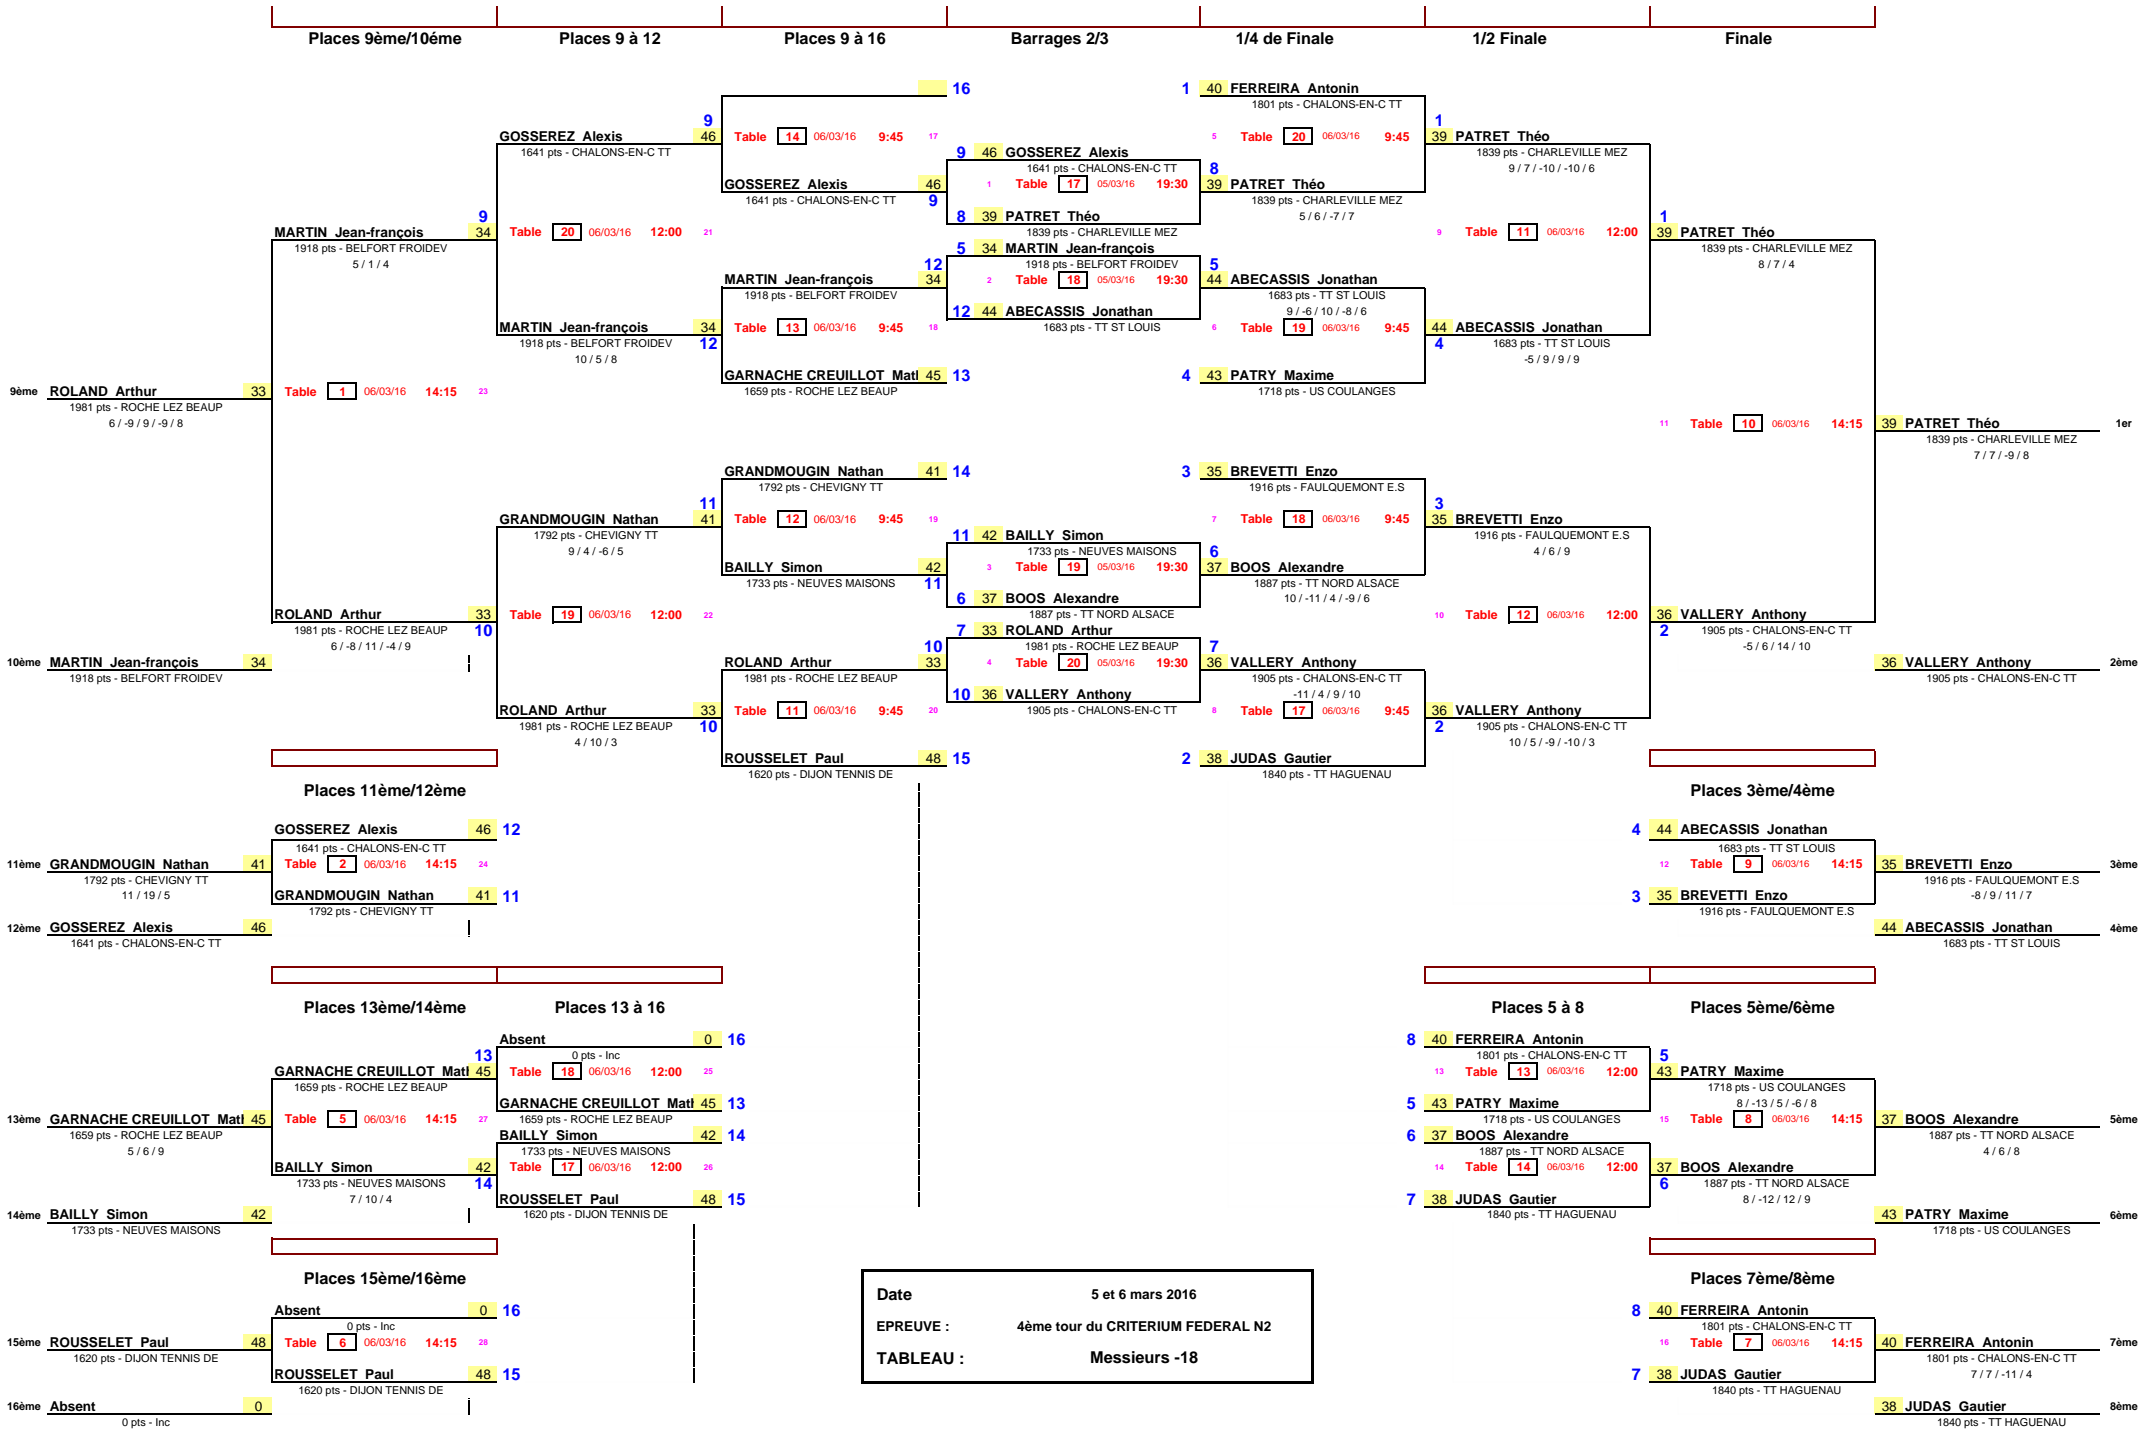 Places 9ème/10éme
Places 9 à 12
Places 9 à 16
Barrages 2/3
1/4 de Finale
1/2 Finale
Finale
16
1 40 FERREIRA Antonin
1801 pts - CHALONS-EN-C TT
9
GOSSEREZ Alexis 46
1641 pts - CHALONS-EN-C TT
Table 14 06/03/16 9:45 17
9 46 GOSSEREZ Alexis
1641 pts - CHALONS-EN-C TT
5 Table 20 06/03/16 9:45
1
39 PATRET Théo
1839 pts - CHARLEVILLE MEZ
9 / 7 / -10 / -10 / 6
GOSSEREZ Alexis 46
1641 pts - CHALONS-EN-C TT
9
1 Table 17 05/03/16 19:30
8
39 PATRET Théo
1839 pts - CHARLEVILLE MEZ
5 / 6 / -7 / 7
8 39 PATRET Théo
1839 pts - CHARLEVILLE MEZ
9
MARTIN Jean-françois 34
1918 pts - BELFORT FROIDEV
5 / 1 / 4
Table 20 06/03/16 12:00 21
9 Table 11 06/03/16 12:00
1
39 PATRET Théo
1839 pts - CHARLEVILLE MEZ
8 / 7 / 4
5 34 MARTIN Jean-françois
1918 pts - BELFORT FROIDEV
12
MARTIN Jean-françois 34
1918 pts - BELFORT FROIDEV
2 Table 18 05/03/16 19:30
5
44 ABECASSIS Jonathan
1683 pts - TT ST LOUIS
9 / -6 / 10 / -8 / 6
12 44 ABECASSIS Jonathan
1683 pts - TT ST LOUIS
MARTIN Jean-françois 34
1918 pts - BELFORT FROIDEV
12
10 / 5 / 8
Table 13 06/03/16 9:45 18
6 Table 19 06/03/16 9:45
44 ABECASSIS Jonathan
4
1683 pts - TT ST LOUIS
-5 / 9 / 9 / 9
GARNACHE CREUILLOT Mat 45 13
1659 pts - ROCHE LEZ BEAUP
4 43 PATRY Maxime
1718 pts - US COULANGES
9ème ROLAND Arthur 33
1981 pts - ROCHE LEZ BEAUP
6 / -9 / 9 / -9 / 8
Table 1 06/03/16 14:15 23
11 Table 10 06/03/16 14:15
39 PATRET Théo 1er
1839 pts - CHARLEVILLE MEZ
7 / 7 / -9 / 8
GRANDMOUGIN Nathan 41 14
1792 pts - CHEVIGNY TT
3 35 BREVETTI Enzo
1916 pts - FAULQUEMONT E.S
11
GRANDMOUGIN Nathan 41
1792 pts - CHEVIGNY TT
9 / 4 / -6 / 5
Table 12 06/03/16 9:45 19
11 42 BAILLY Simon
1733 pts - NEUVES MAISONS
7 Table 18 06/03/16 9:45
3
35 BREVETTI Enzo
1916 pts - FAULQUEMONT E.S
4 / 6 / 9
BAILLY Simon 42
1733 pts - NEUVES MAISONS
11
3 Table 19 05/03/16 19:30
6
37 BOOS Alexandre
1887 pts - TT NORD ALSACE
10 / -11 / 4 / -9 / 6
6 37 BOOS Alexandre
1887 pts - TT NORD ALSACE
ROLAND Arthur 33
1981 pts - ROCHE LEZ BEAUP
10
6 / -8 / 11 / -4 / 9
Table 19 06/03/16 12:00 22
10 Table 12 06/03/16 12:00
36 VALLERY Anthony
2
1905 pts - CHALONS-EN-C TT
-5 / 6 / 14 / 10
7 33 ROLAND Arthur
1981 pts - ROCHE LEZ BEAUP
10ème MARTIN Jean-françois 34
1918 pts - BELFORT FROIDEV
10
ROLAND Arthur 33
1981 pts - ROCHE LEZ BEAUP
4 Table 20 05/03/16 19:30
7
36 VALLERY Anthony
1905 pts - CHALONS-EN-C TT
-11 / 4 / 9 / 10
36 VALLERY Anthony 2ème
1905 pts - CHALONS-EN-C TT
10 36 VALLERY Anthony
1905 pts - CHALONS-EN-C TT
ROLAND Arthur 33
1981 pts - ROCHE LEZ BEAUP
10
4 / 10 / 3
Table 11 06/03/16 9:45 20
8 Table 17 06/03/16 9:45
36 VALLERY Anthony
2
1905 pts - CHALONS-EN-C TT
10 / 5 / -9 / -10 / 3
ROUSSELET Paul 48 15
1620 pts - DIJON TENNIS DE
2 38 JUDAS Gautier
1840 pts - TT HAGUENAU
Places 11ème/12ème
Places 3ème/4ème
GOSSEREZ Alexis 46 12
1641 pts - CHALONS-EN-C TT
4 44 ABECASSIS Jonathan
1683 pts - TT ST LOUIS
11ème GRANDMOUGIN Nathan 41
1792 pts - CHEVIGNY TT
11 / 19 / 5
Table 2 06/03/16 14:15 24
12 Table 9 06/03/16 14:15
35 BREVETTI Enzo 3ème
1916 pts - FAULQUEMONT E.S
-8 / 9 / 11 / 7
GRANDMOUGIN Nathan 41 11
1792 pts - CHEVIGNY TT
3 35 BREVETTI Enzo
1916 pts - FAULQUEMONT E.S
12ème GOSSEREZ Alexis 46
1641 pts - CHALONS-EN-C TT
44 ABECASSIS Jonathan 4ème
1683 pts - TT ST LOUIS
Places 13ème/14ème
Places 13 à 16
Places 5 à 8
Places 5ème/6ème
Absent 0 16
0 pts - Inc
8 40 FERREIRA Antonin
1801 pts - CHALONS-EN-C TT
13
GARNACHE CREUILLOT Mat 45
1659 pts - ROCHE LEZ BEAUP
Table 18 06/03/16 12:00 25
13 Table 13 06/03/16 12:00
5
43 PATRY Maxime
1718 pts - US COULANGES
8 / -13 / 5 / -6 / 8
GARNACHE CREUILLOT Mat 45 13
1659 pts - ROCHE LEZ BEAUP
5 43 PATRY Maxime
1718 pts - US COULANGES
13ème GARNACHE CREUILLOT Mat 45
1659 pts - ROCHE LEZ BEAUP
5 / 6 / 9
Table 5 06/03/16 14:15 27
15 Table 8 06/03/16 14:15
37 BOOS Alexandre 5ème
1887 pts - TT NORD ALSACE
4 / 6 / 8
BAILLY Simon 42 14
1733 pts - NEUVES MAISONS
6 37 BOOS Alexandre
1887 pts - TT NORD ALSACE
BAILLY Simon 42
1733 pts - NEUVES MAISONS
14
7 / 10 / 4
Table 17 06/03/16 12:00 26
14 Table 14 06/03/16 12:00
37 BOOS Alexandre
6
1887 pts - TT NORD ALSACE
8 / -12 / 12 / 9
ROUSSELET Paul 48 15
1620 pts - DIJON TENNIS DE
7 38 JUDAS Gautier
1840 pts - TT HAGUENAU
14ème BAILLY Simon 42
1733 pts - NEUVES MAISONS
43 PATRY Maxime 6ème
1718 pts - US COULANGES
Places 15ème/16ème
Places 7ème/8ème
Date 5 et 6 mars 2016
EPREUVE : 4ème tour du CRITERIUM FEDERAL N2
TABLEAU : Messieurs -18
Absent 0 16
0 pts - Inc
8 40 FERREIRA Antonin
1801 pts - CHALONS-EN-C TT
15ème ROUSSELET Paul 48
1620 pts - DIJON TENNIS DE
Table 6 06/03/16 14:15 28
16 Table 7 06/03/16 14:15
40 FERREIRA Antonin 7ème
1801 pts - CHALONS-EN-C TT
7 / 7 / -11 / 4
ROUSSELET Paul 48 15
1620 pts - DIJON TENNIS DE
7 38 JUDAS Gautier
1840 pts - TT HAGUENAU
16ème Absent 0
0 pts - Inc
38 JUDAS Gautier 8ème
1840 pts - TT HAGUENAU